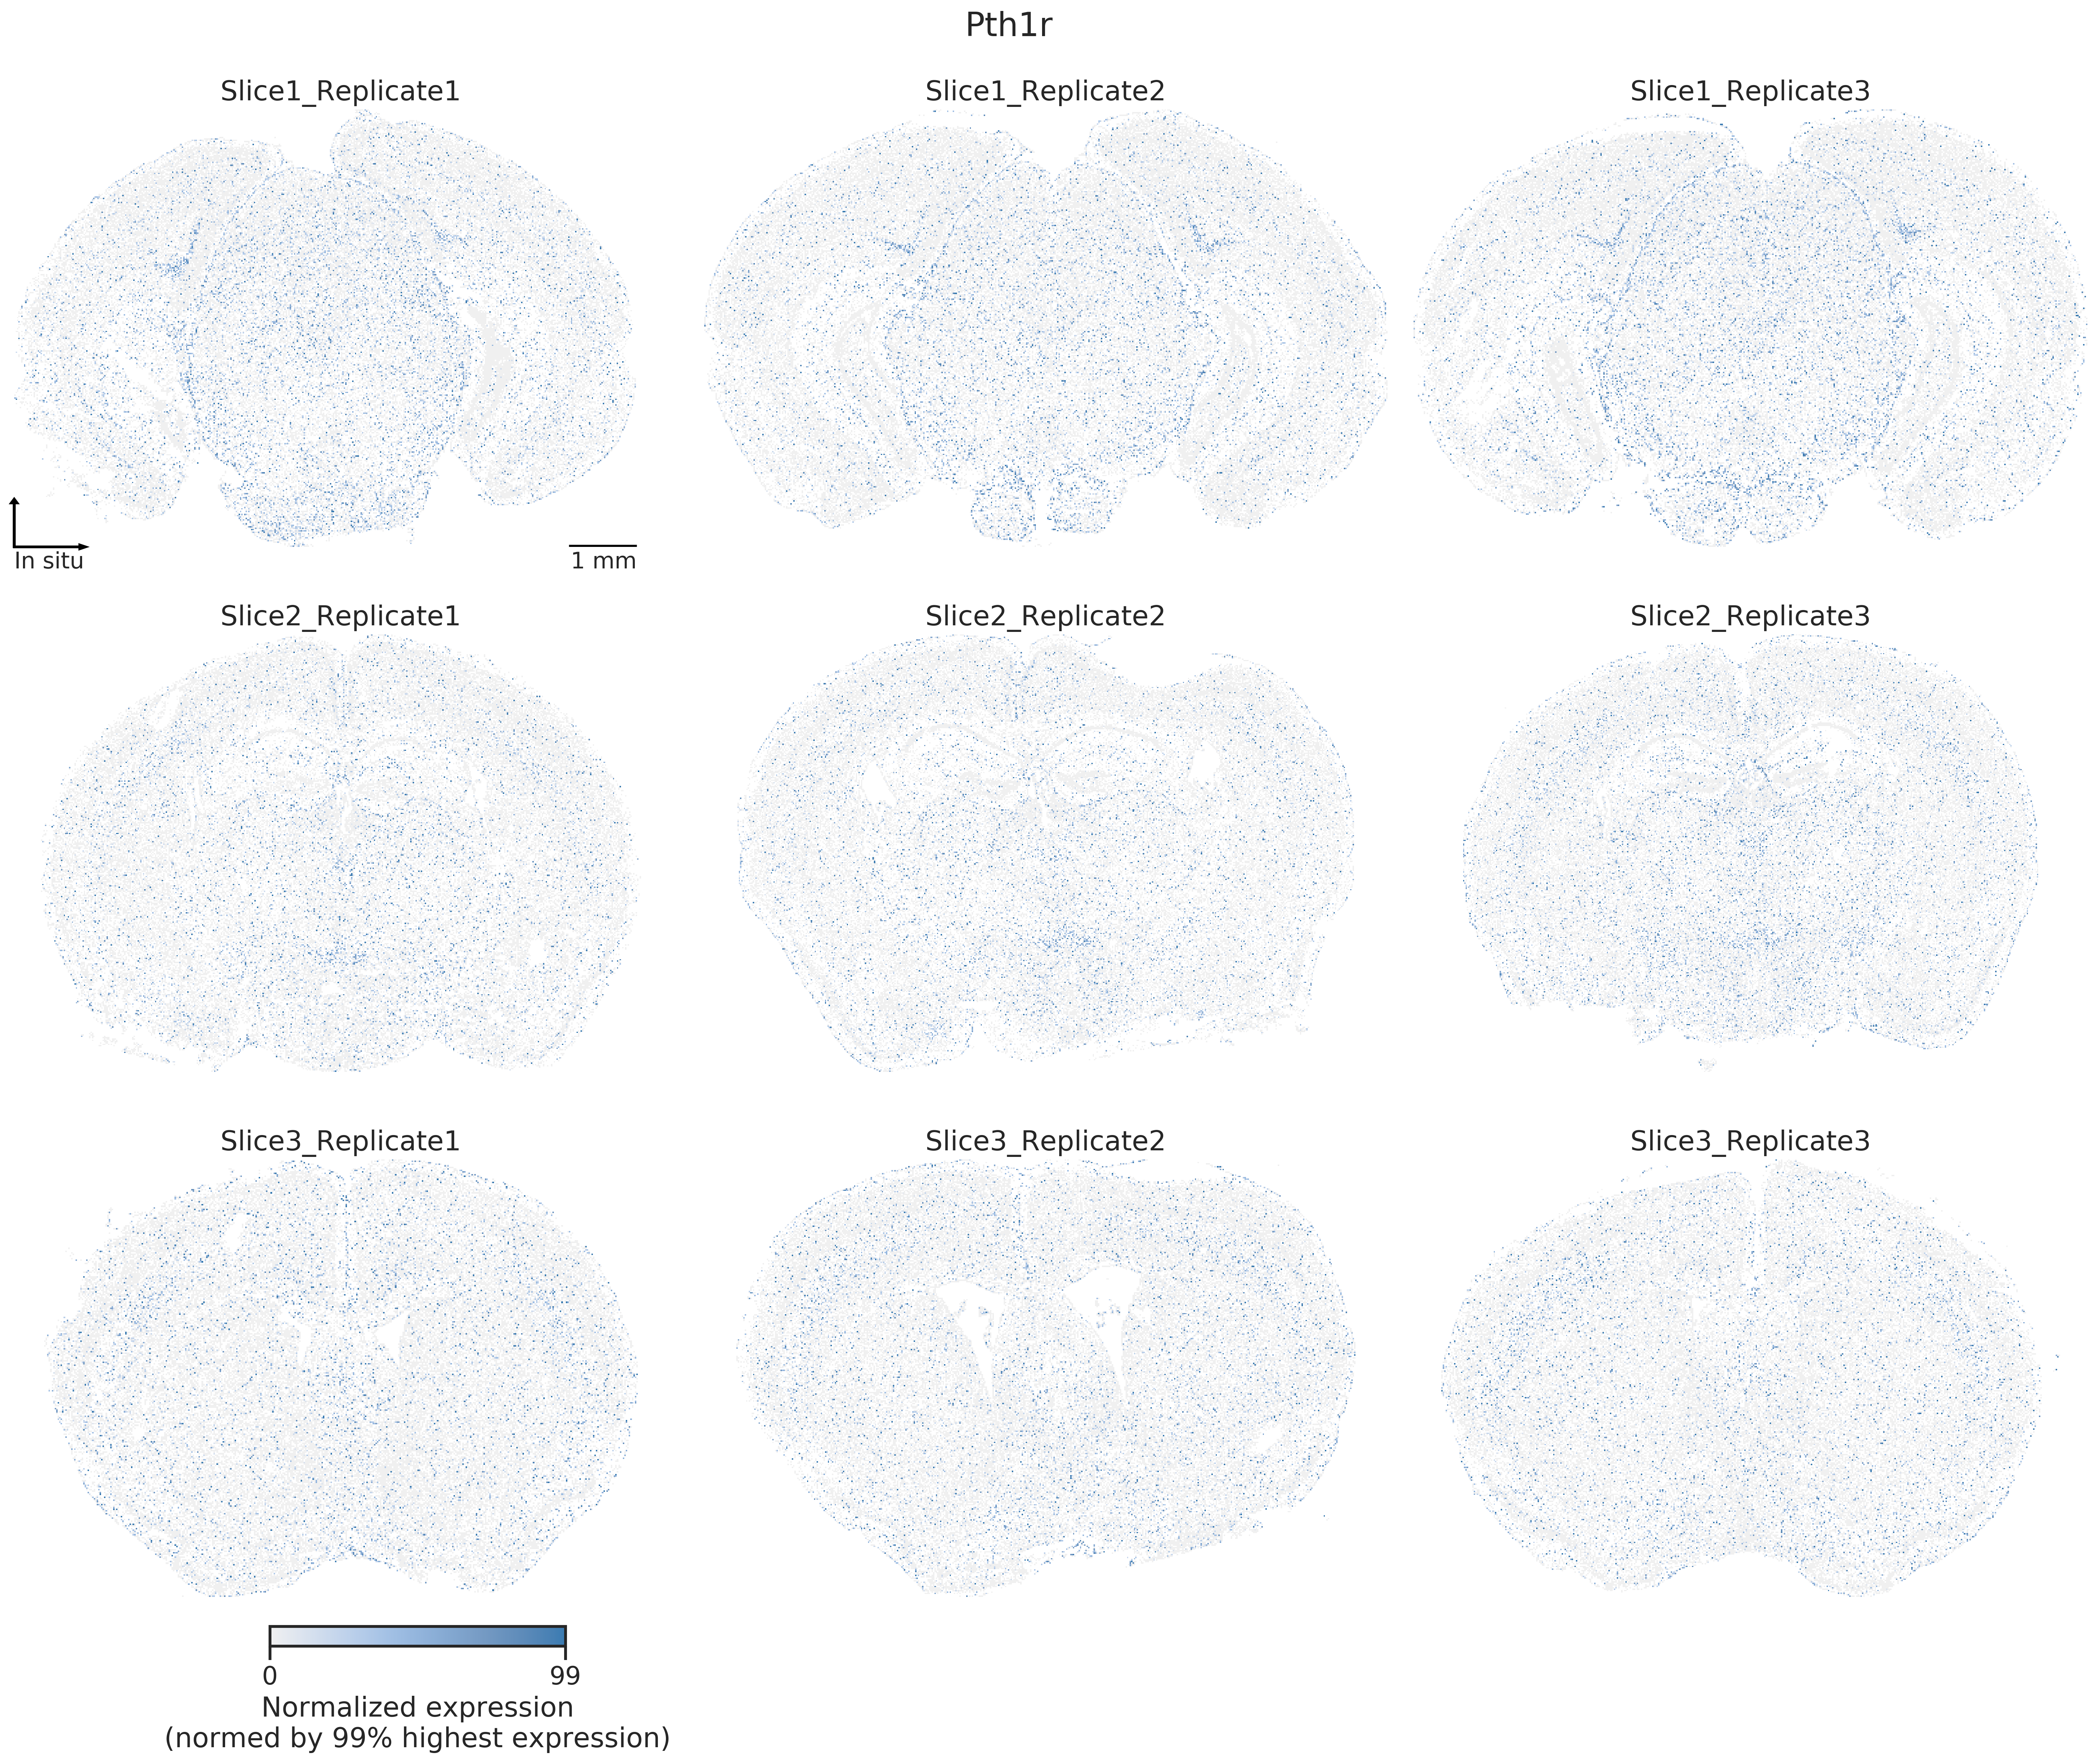 Pth1r
Slice1_Replicate1
Slice1_Replicate2
Slice1_Replicate3
In situ
1 mm
Slice2_Replicate1
Slice2_Replicate2
Slice2_Replicate3
Slice3_Replicate1
Slice3_Replicate2
Slice3_Replicate3
0
99
Normalized expression
(normed by 99% highest expression)